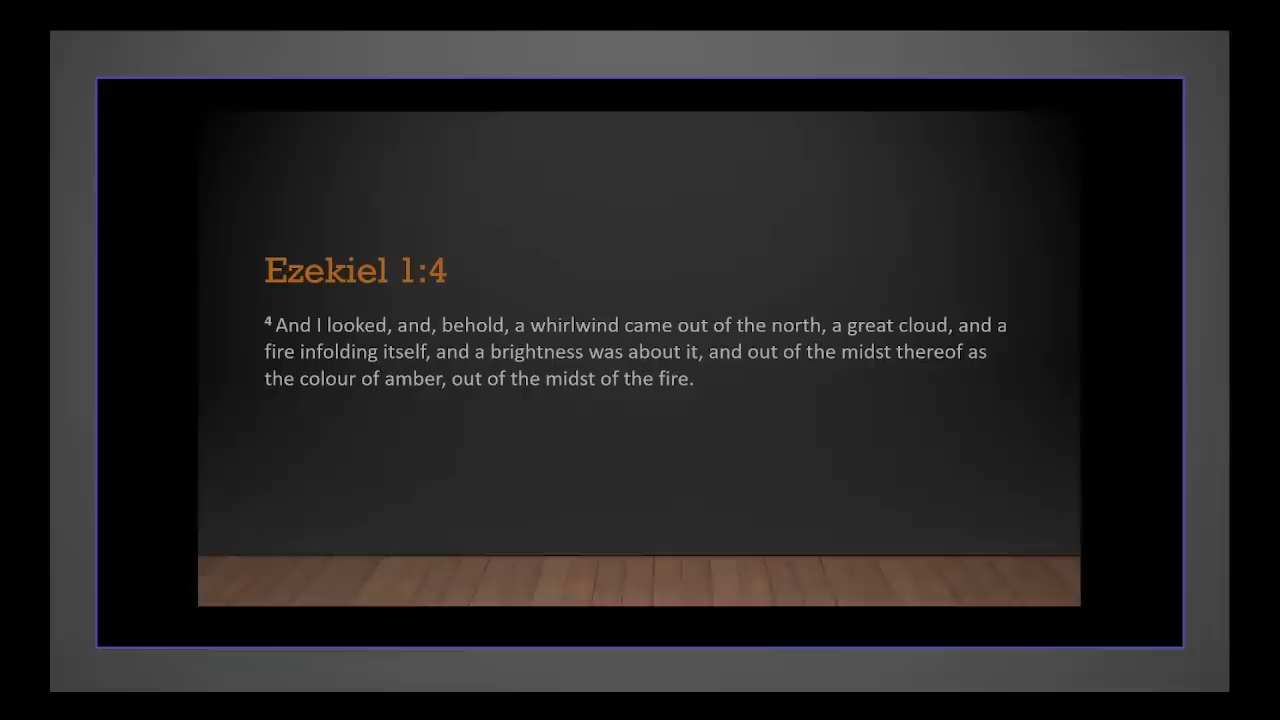 Ezekiel 1:4
4 And I looked, and, behold, a whirlwind came out of the north, a great cloud, and a
fire infolding itself, and a brightness was about it, and out of the midst thereof as
the colour of amber, out of the midst of the fire.